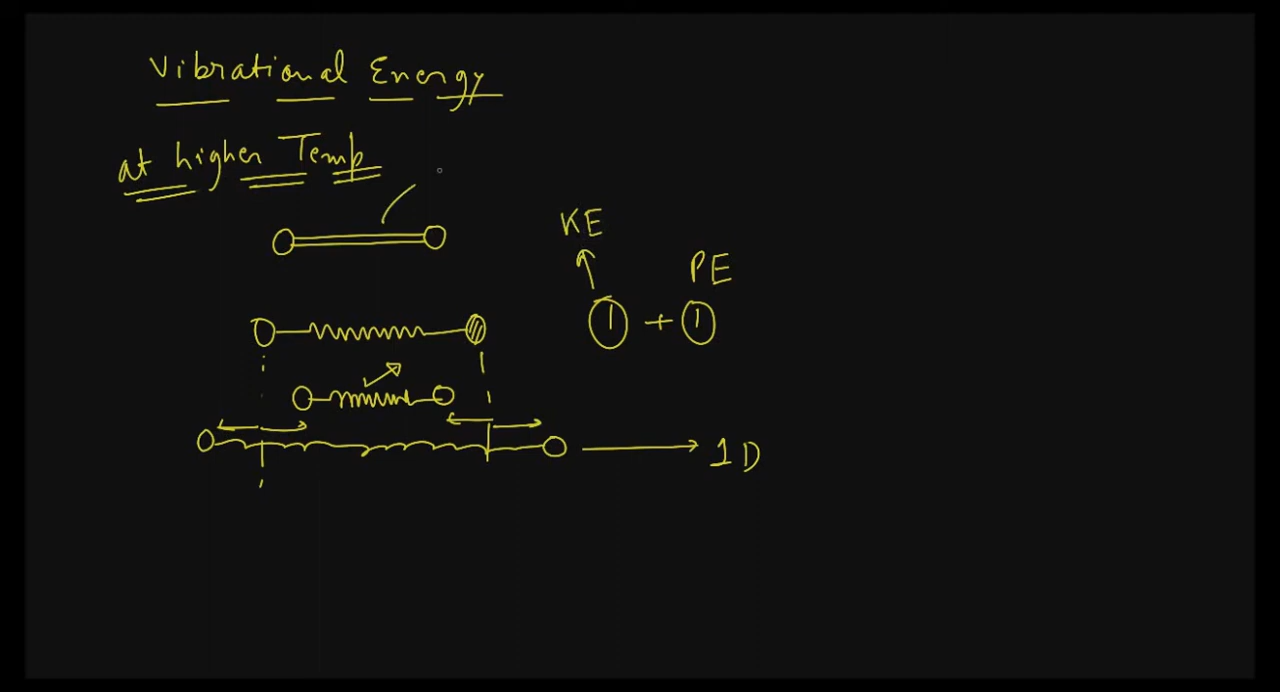 Vibrational Energy
at higher Temp
KE
PE
1 + 1
1D